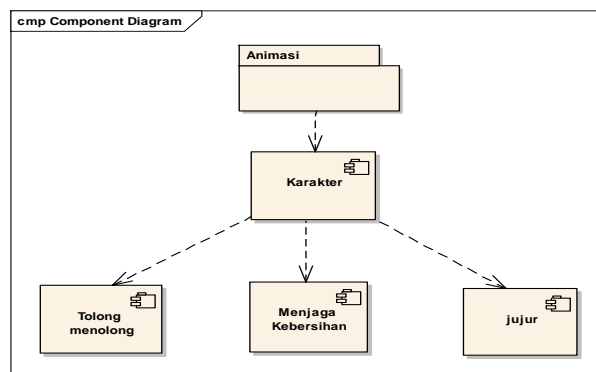 cmp Component Diagram
Animasi
Karakter
Tolong
menolong
Menjaga
Kebersihan
jujur